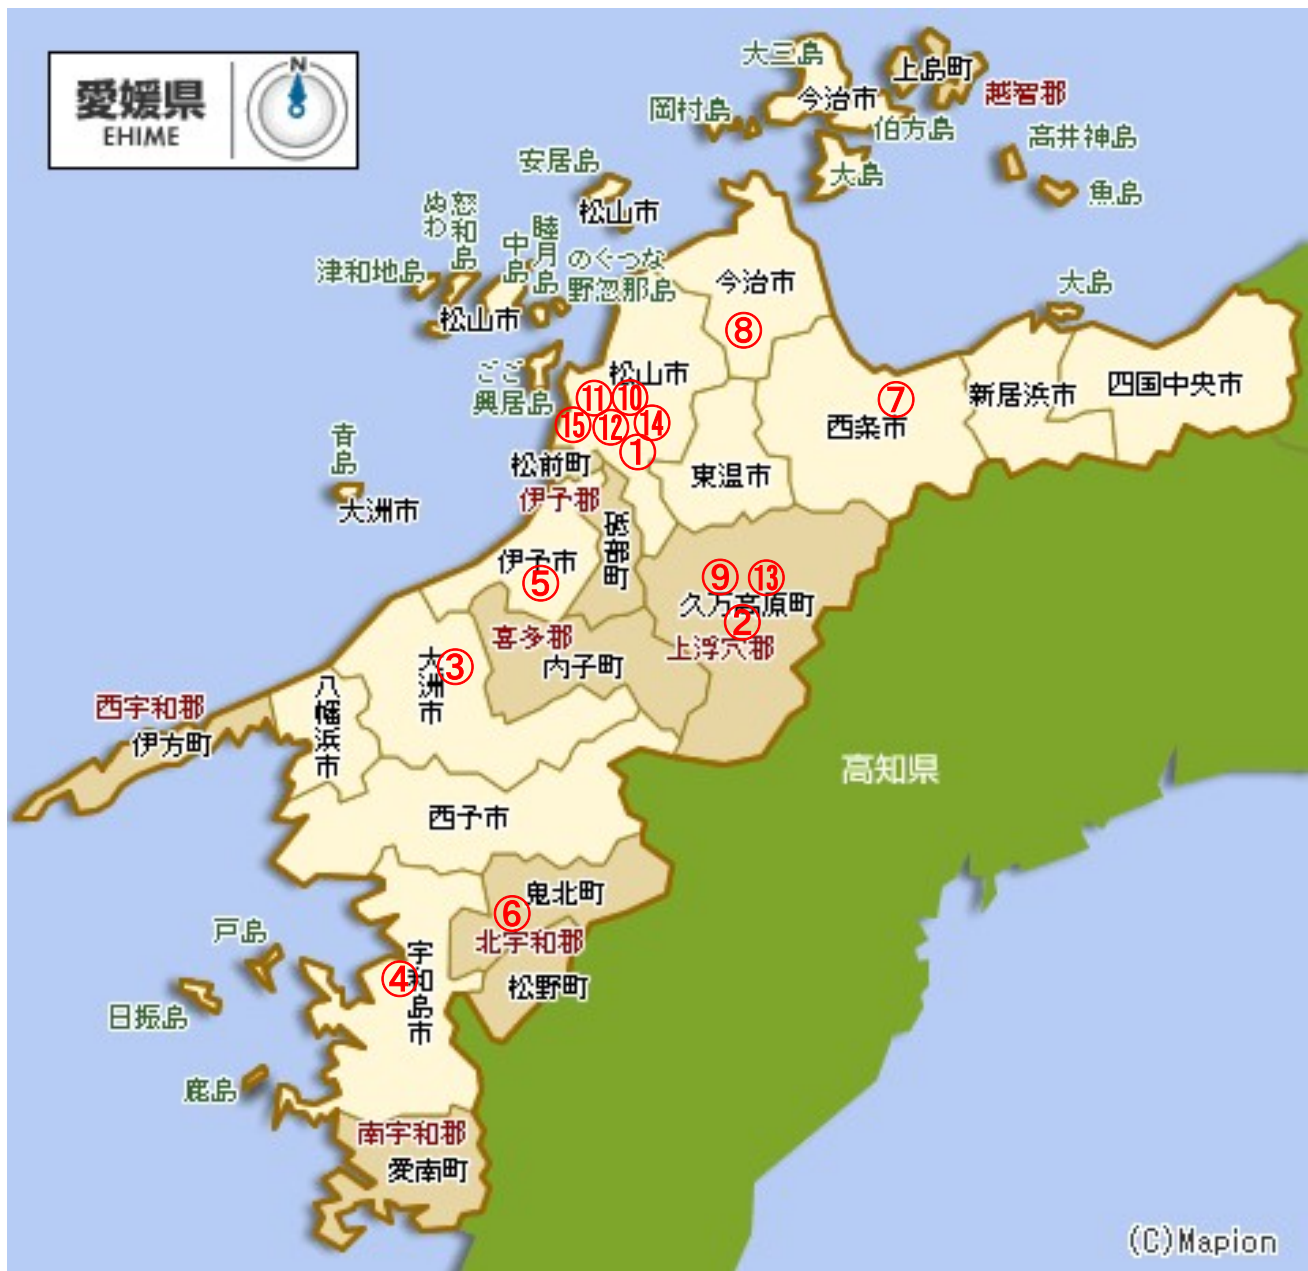 愛媛県
EHIME
N
大三島
上島町
今治市
越智郡
岡村島
伯方島
高井神島
安居島
大島
魚島
松山市
ぬわ
怒和島
中島
睦月島
のぐつな
野忽那島
津和地島
松山市
今治市
大島
⑧
ごご
興居島
松山市
⑪
⑩
⑮
⑫
⑭
①
⑦
西条市
新居浜市
四国中央市
青島
大洲市
松前町
伊予郡
東温市
砥部町
伊予市
⑤
⑨
⑬
久万高原町
②
上浮穴郡
喜多郡
内子町
大洲市
③
八幡浜市
西宇和郡
伊方町
高知県
西予市
鬼北町
⑥
北宇和郡
松野町
戸島
日振島
宇和島市
④
鹿島
南宇和郡
愛南町
(C)Mapion